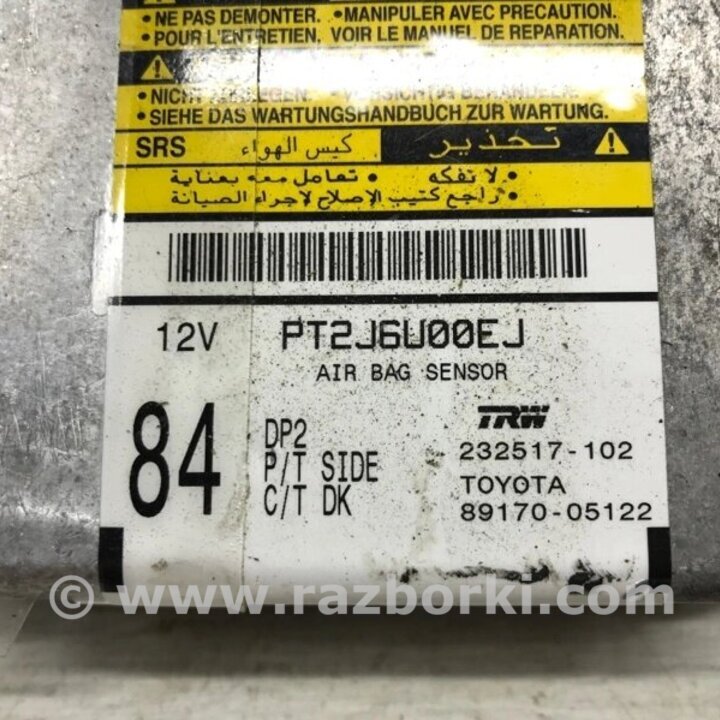 • NE PAS DEMONTER. • MANIPULER AVEC PRECAUTION.
• POUR L'ENTRETIEN. VOIR LE MANUEL DE REPARATION.
• NICHT
• SIEHE DAS WARTUNGSHANDBUCH ZUR WARTUNG.
SRS كيس الهواء تحذير
• لا تفكه • تعامل معه بعناية
• راجع كتيب الإصلاح لاجراء الصيانة
12V PT2J6U00EJ
AIR BAG SENSOR
84
DP2 TRW
P/T SIDE 232517-102
C/T DK TOYOTA
89170-05122
© www.razborki.com